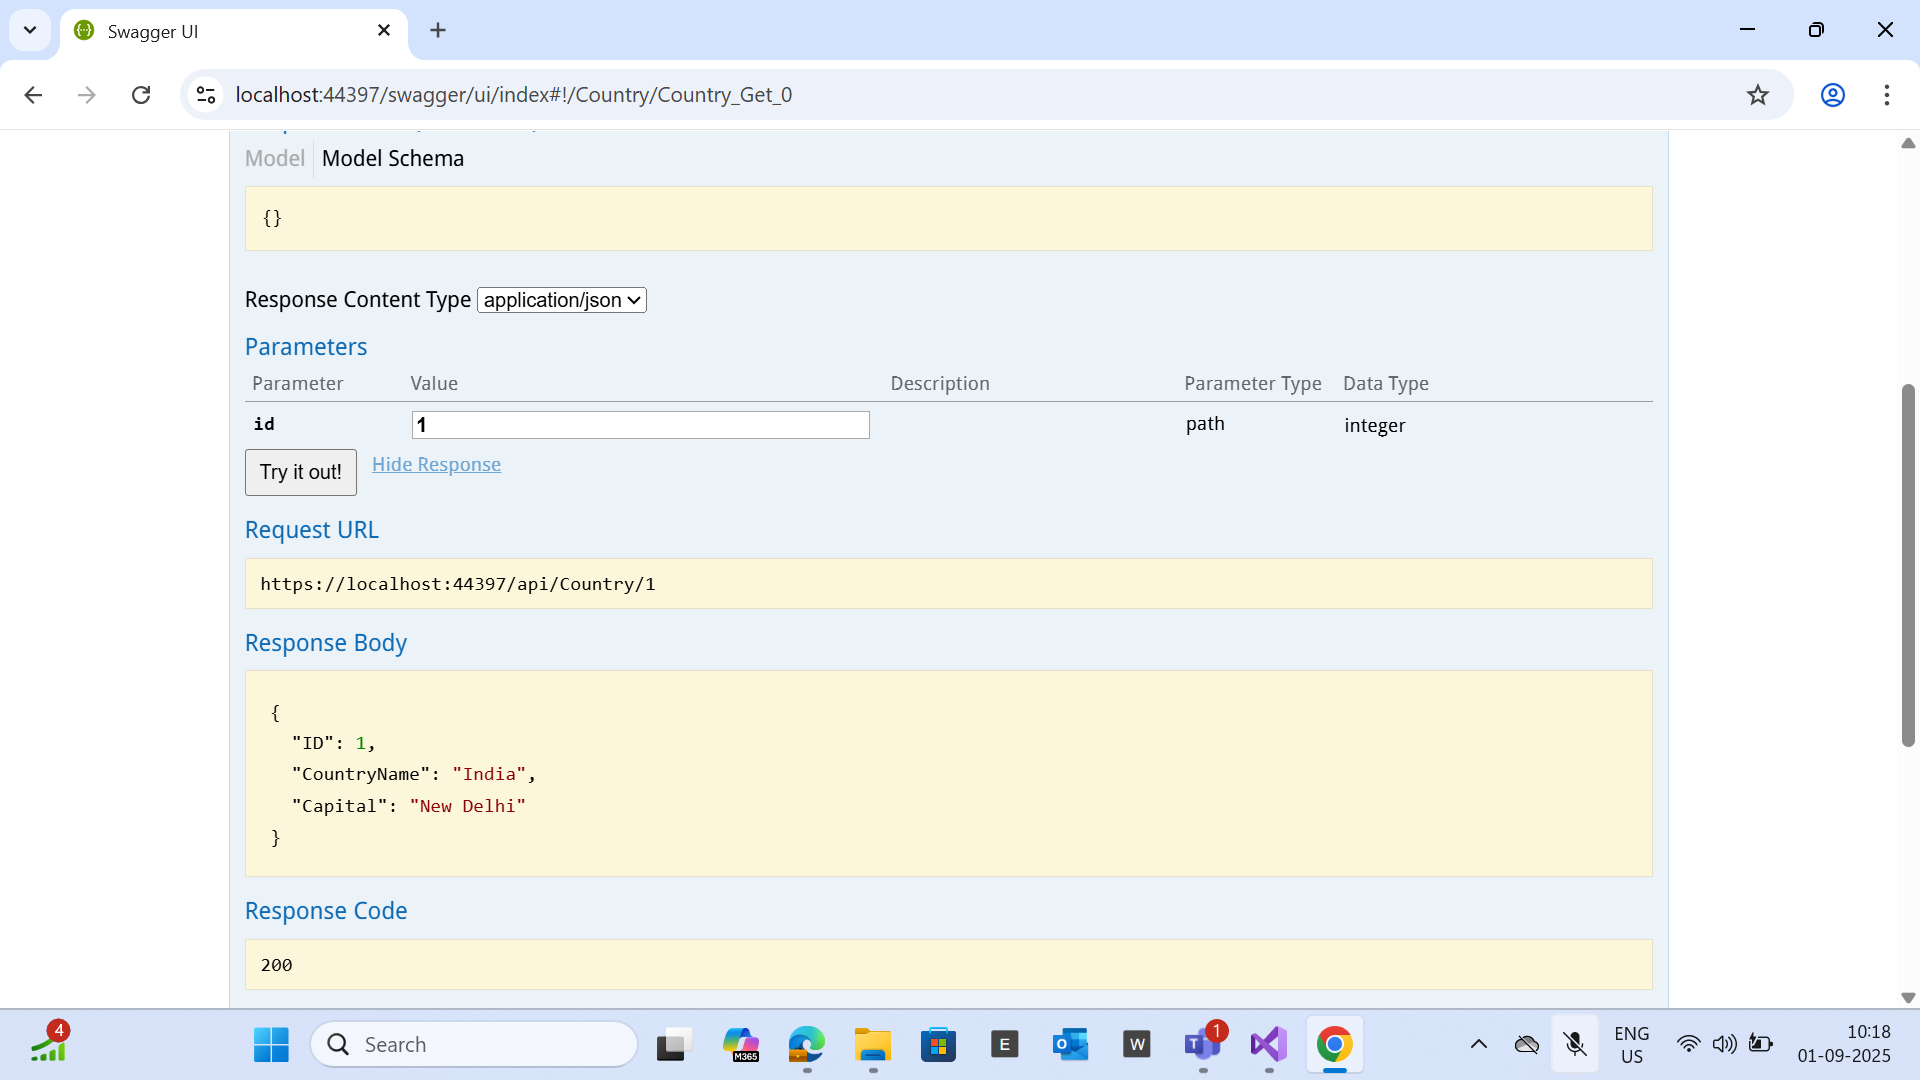 Swagger UI
localhost:44397/swagger/ui/index#!/Country/Country_Get_0
Model Model Schema
{}
Response Content Type application/json
Parameters
Parameter Value Description Parameter Type Data Type
id 1 path integer
Try it out! Hide Response
Request URL
https://localhost:44397/api/Country/1
Response Body
{
"ID": 1,
"CountryName": "India",
"Capital": "New Delhi"
}
Response Code
200
4
Search
M365
E
O
W
T
1
ENG
US
10:18
01-09-2025